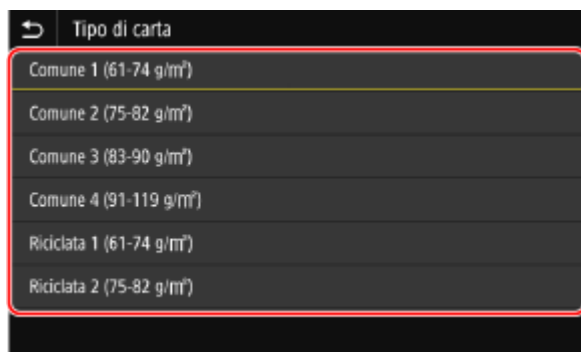 Tipo di carta
Comune 1 (61-74 g/m²)
Comune 2 (75-82 g/m²)
Comune 3 (83-90 g/m²)
Comune 4 (91-119 g/m²)
Riciclata 1 (61-74 g/m²)
Riciclata 2 (75-82 g/m²)